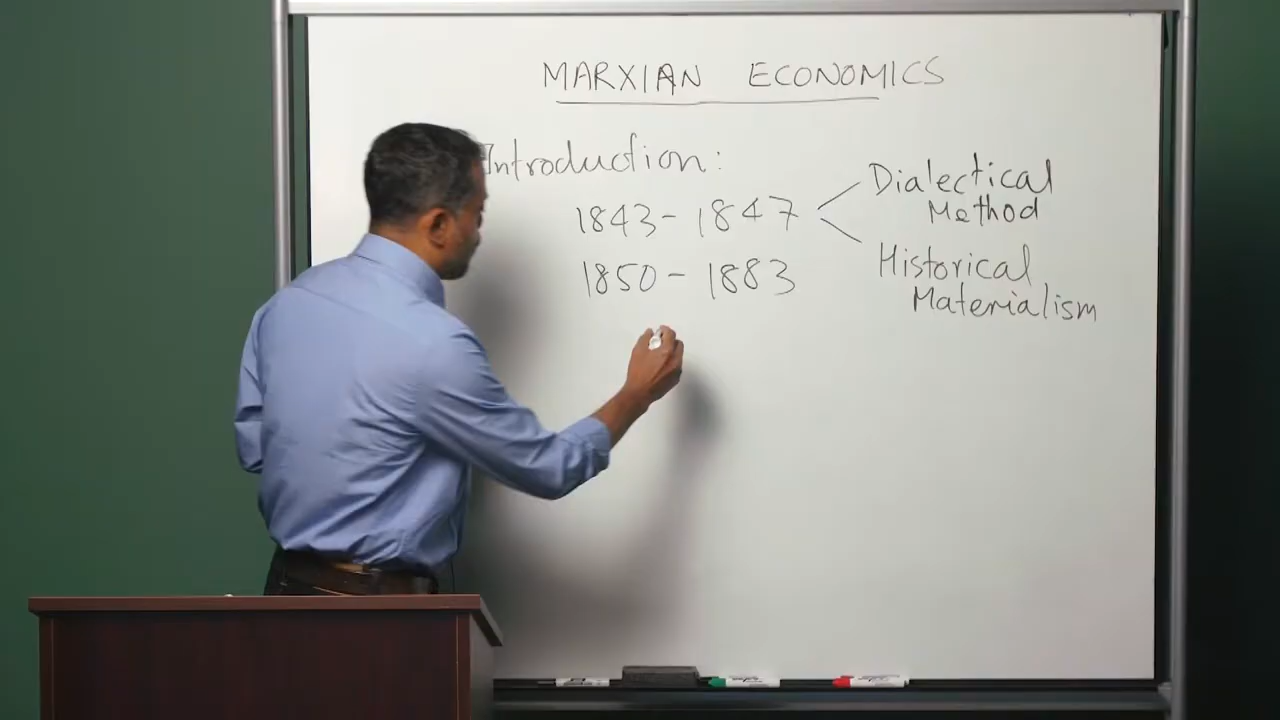 MARXIAN ECONOMICS
Introduction:
1843 - 1847
Dialectical
Method
Historical
Materialism
1850 - 1883